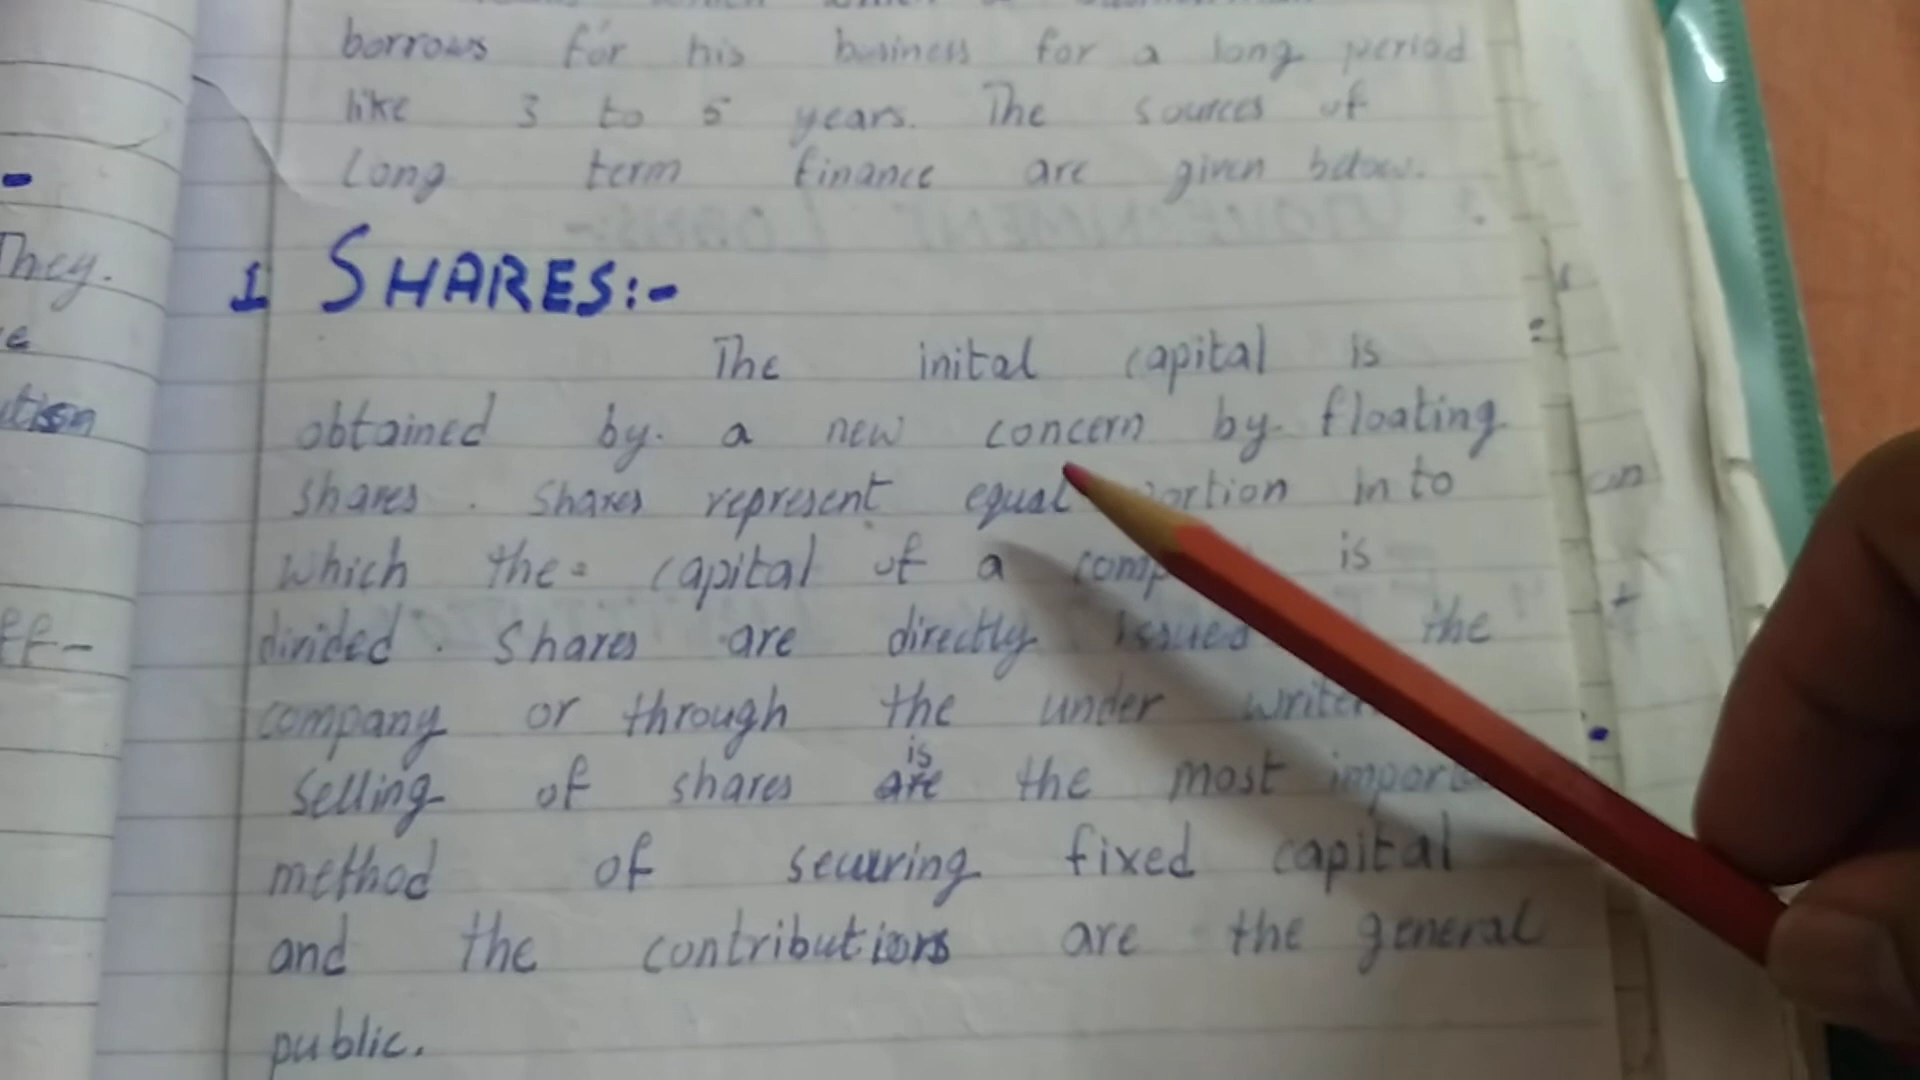 borrows for his business for a long period
like 3 to 5 years. The sources of
Long term finance are given below.
1 SHARES:-
The inital capital is
obtained by a new concern by floating
shares. Shares represent equal in to
which the capital of a is
divided. Shares are directly issued the
company or through the under
Selling of shares is the most
method of securing fixed capital
and the contributiors are the general
public.
They.